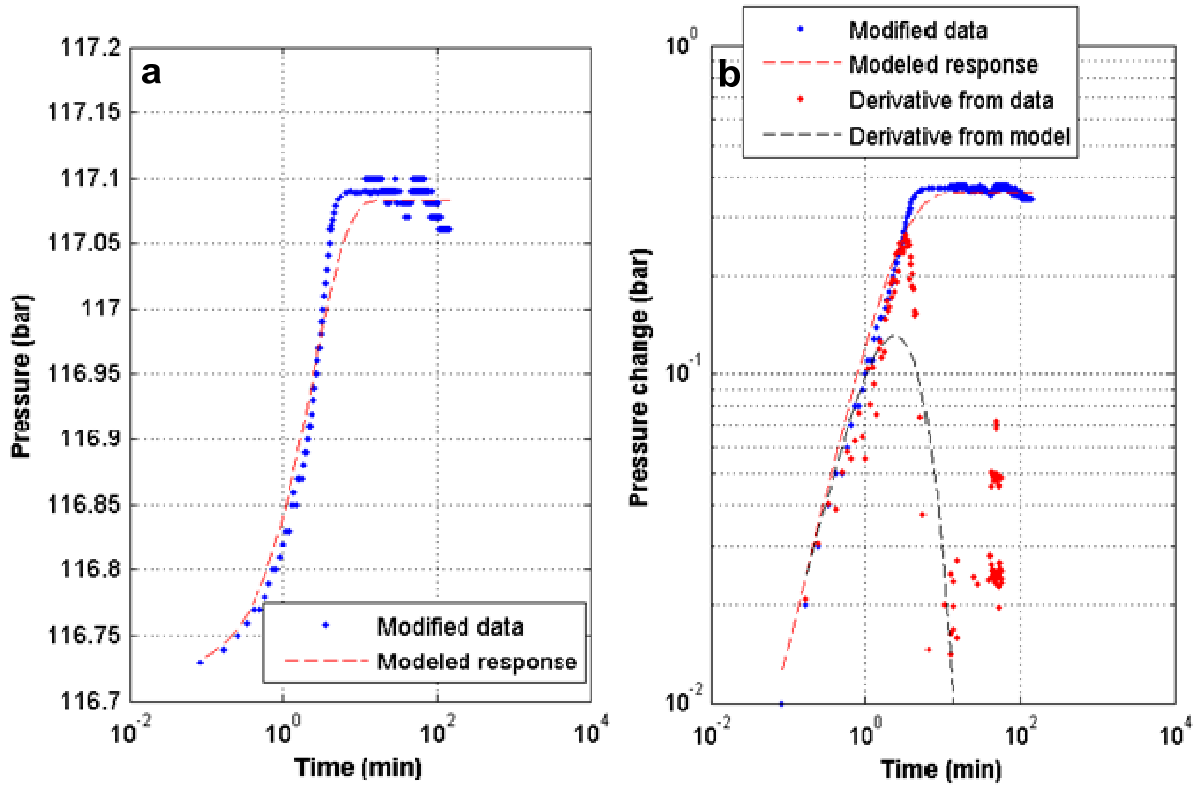 a
117.2
117.15
117.1
117.05
117
116.95
116.9
116.85
116.8
116.75
116.7
Pressure (bar)
10^-2 10^0 10^2 10^4
Time (min)
Modified data
Modeled response
b
Modified data
Modeled response
Derivative from data
Derivative from model
10^0
10^-1
10^-2
Pressure change (bar)
10^-2 10^0 10^2 10^4
Time (min)